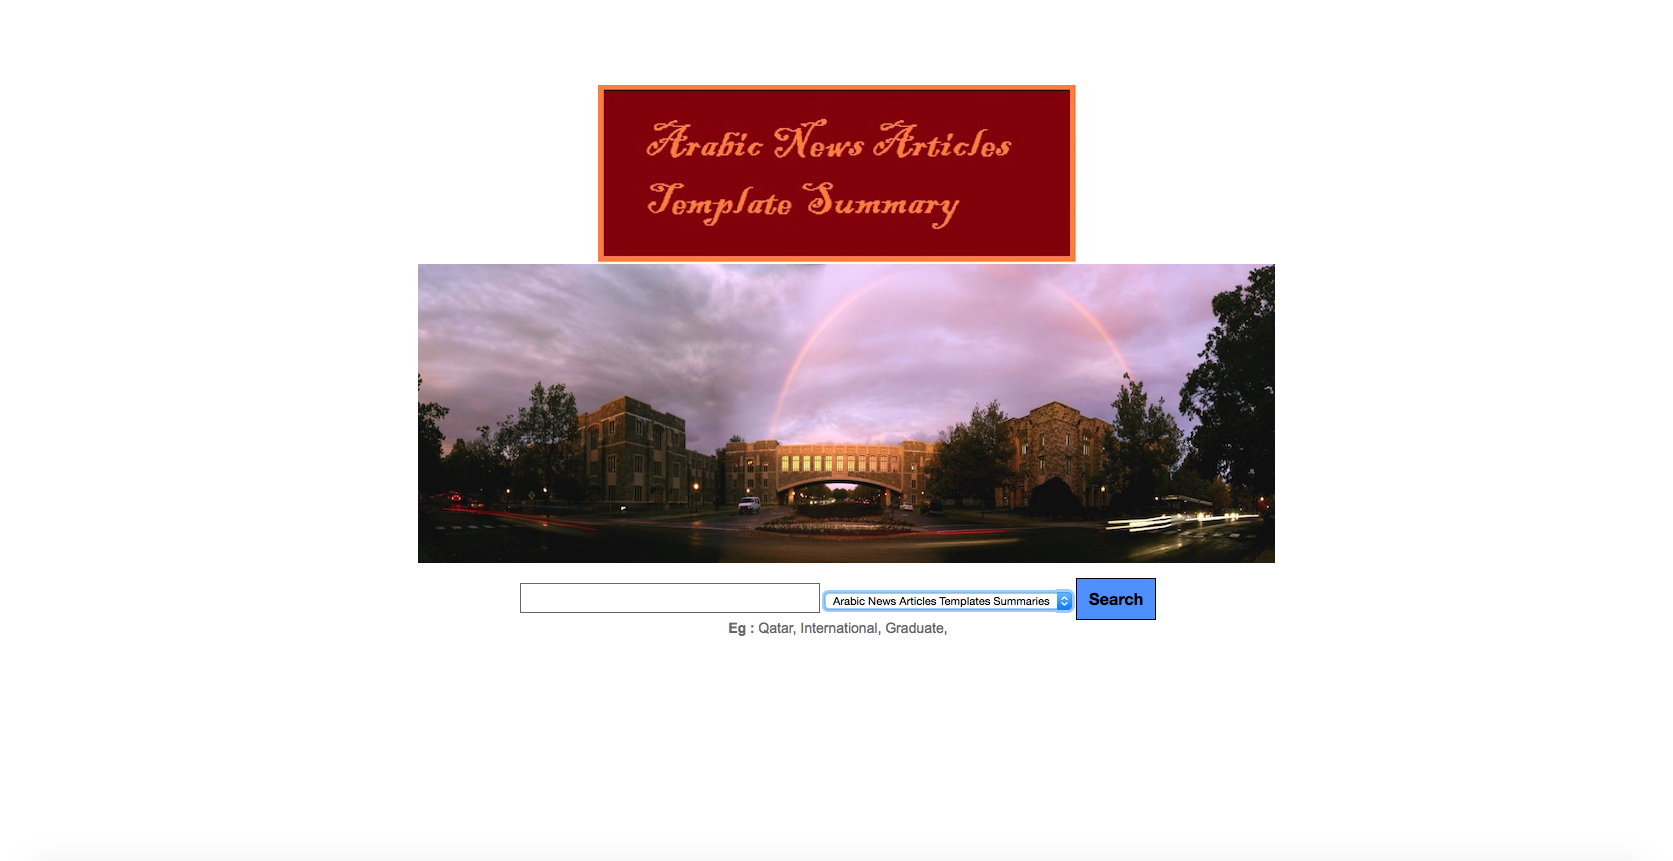 Arabic News Articles
Template Summary
Arabic News Articles Templates Summaries
Search
Eg : Qatar, International, Graduate,